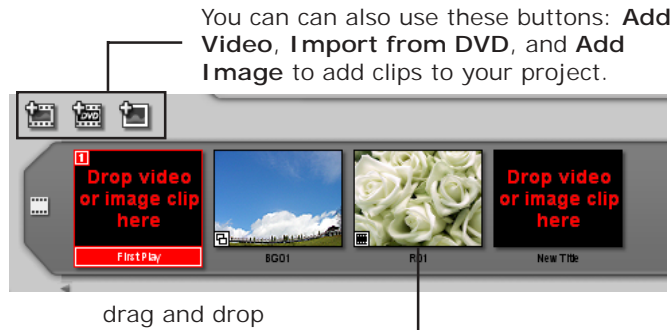 You can can also use these buttons: Add
Video, Import from DVD, and Add
Image to add clips to your project.
DVD
1
Drop video
or image clip
here
First Play
BG01
R01
Drop video
or image clip
here
New Title
drag and drop